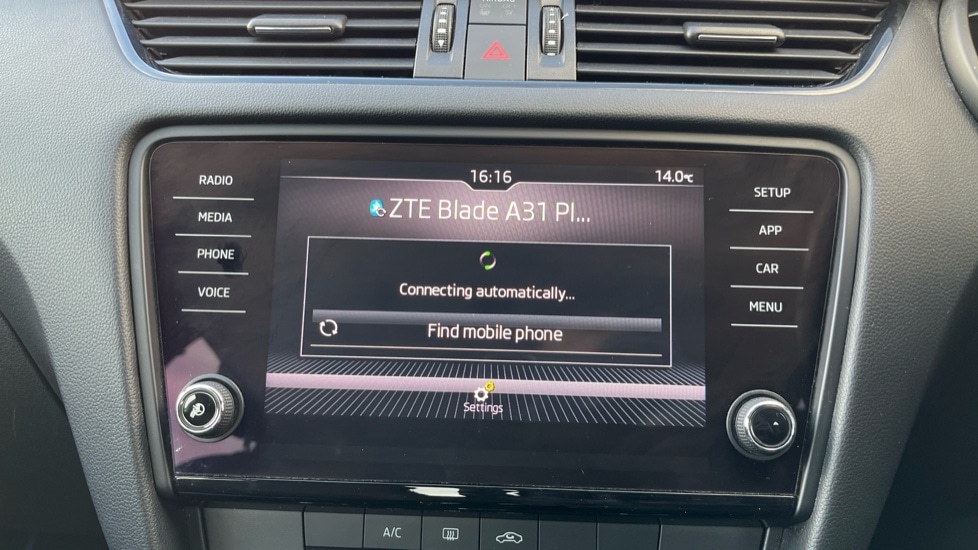 AIRBAG
RADIO
MEDIA
PHONE
VOICE
16:16
14.0°C
ZTE Blade A31 Pl...
Connecting automatically...
Find mobile phone
Settings
SETUP
APP
CAR
MENU
A/C